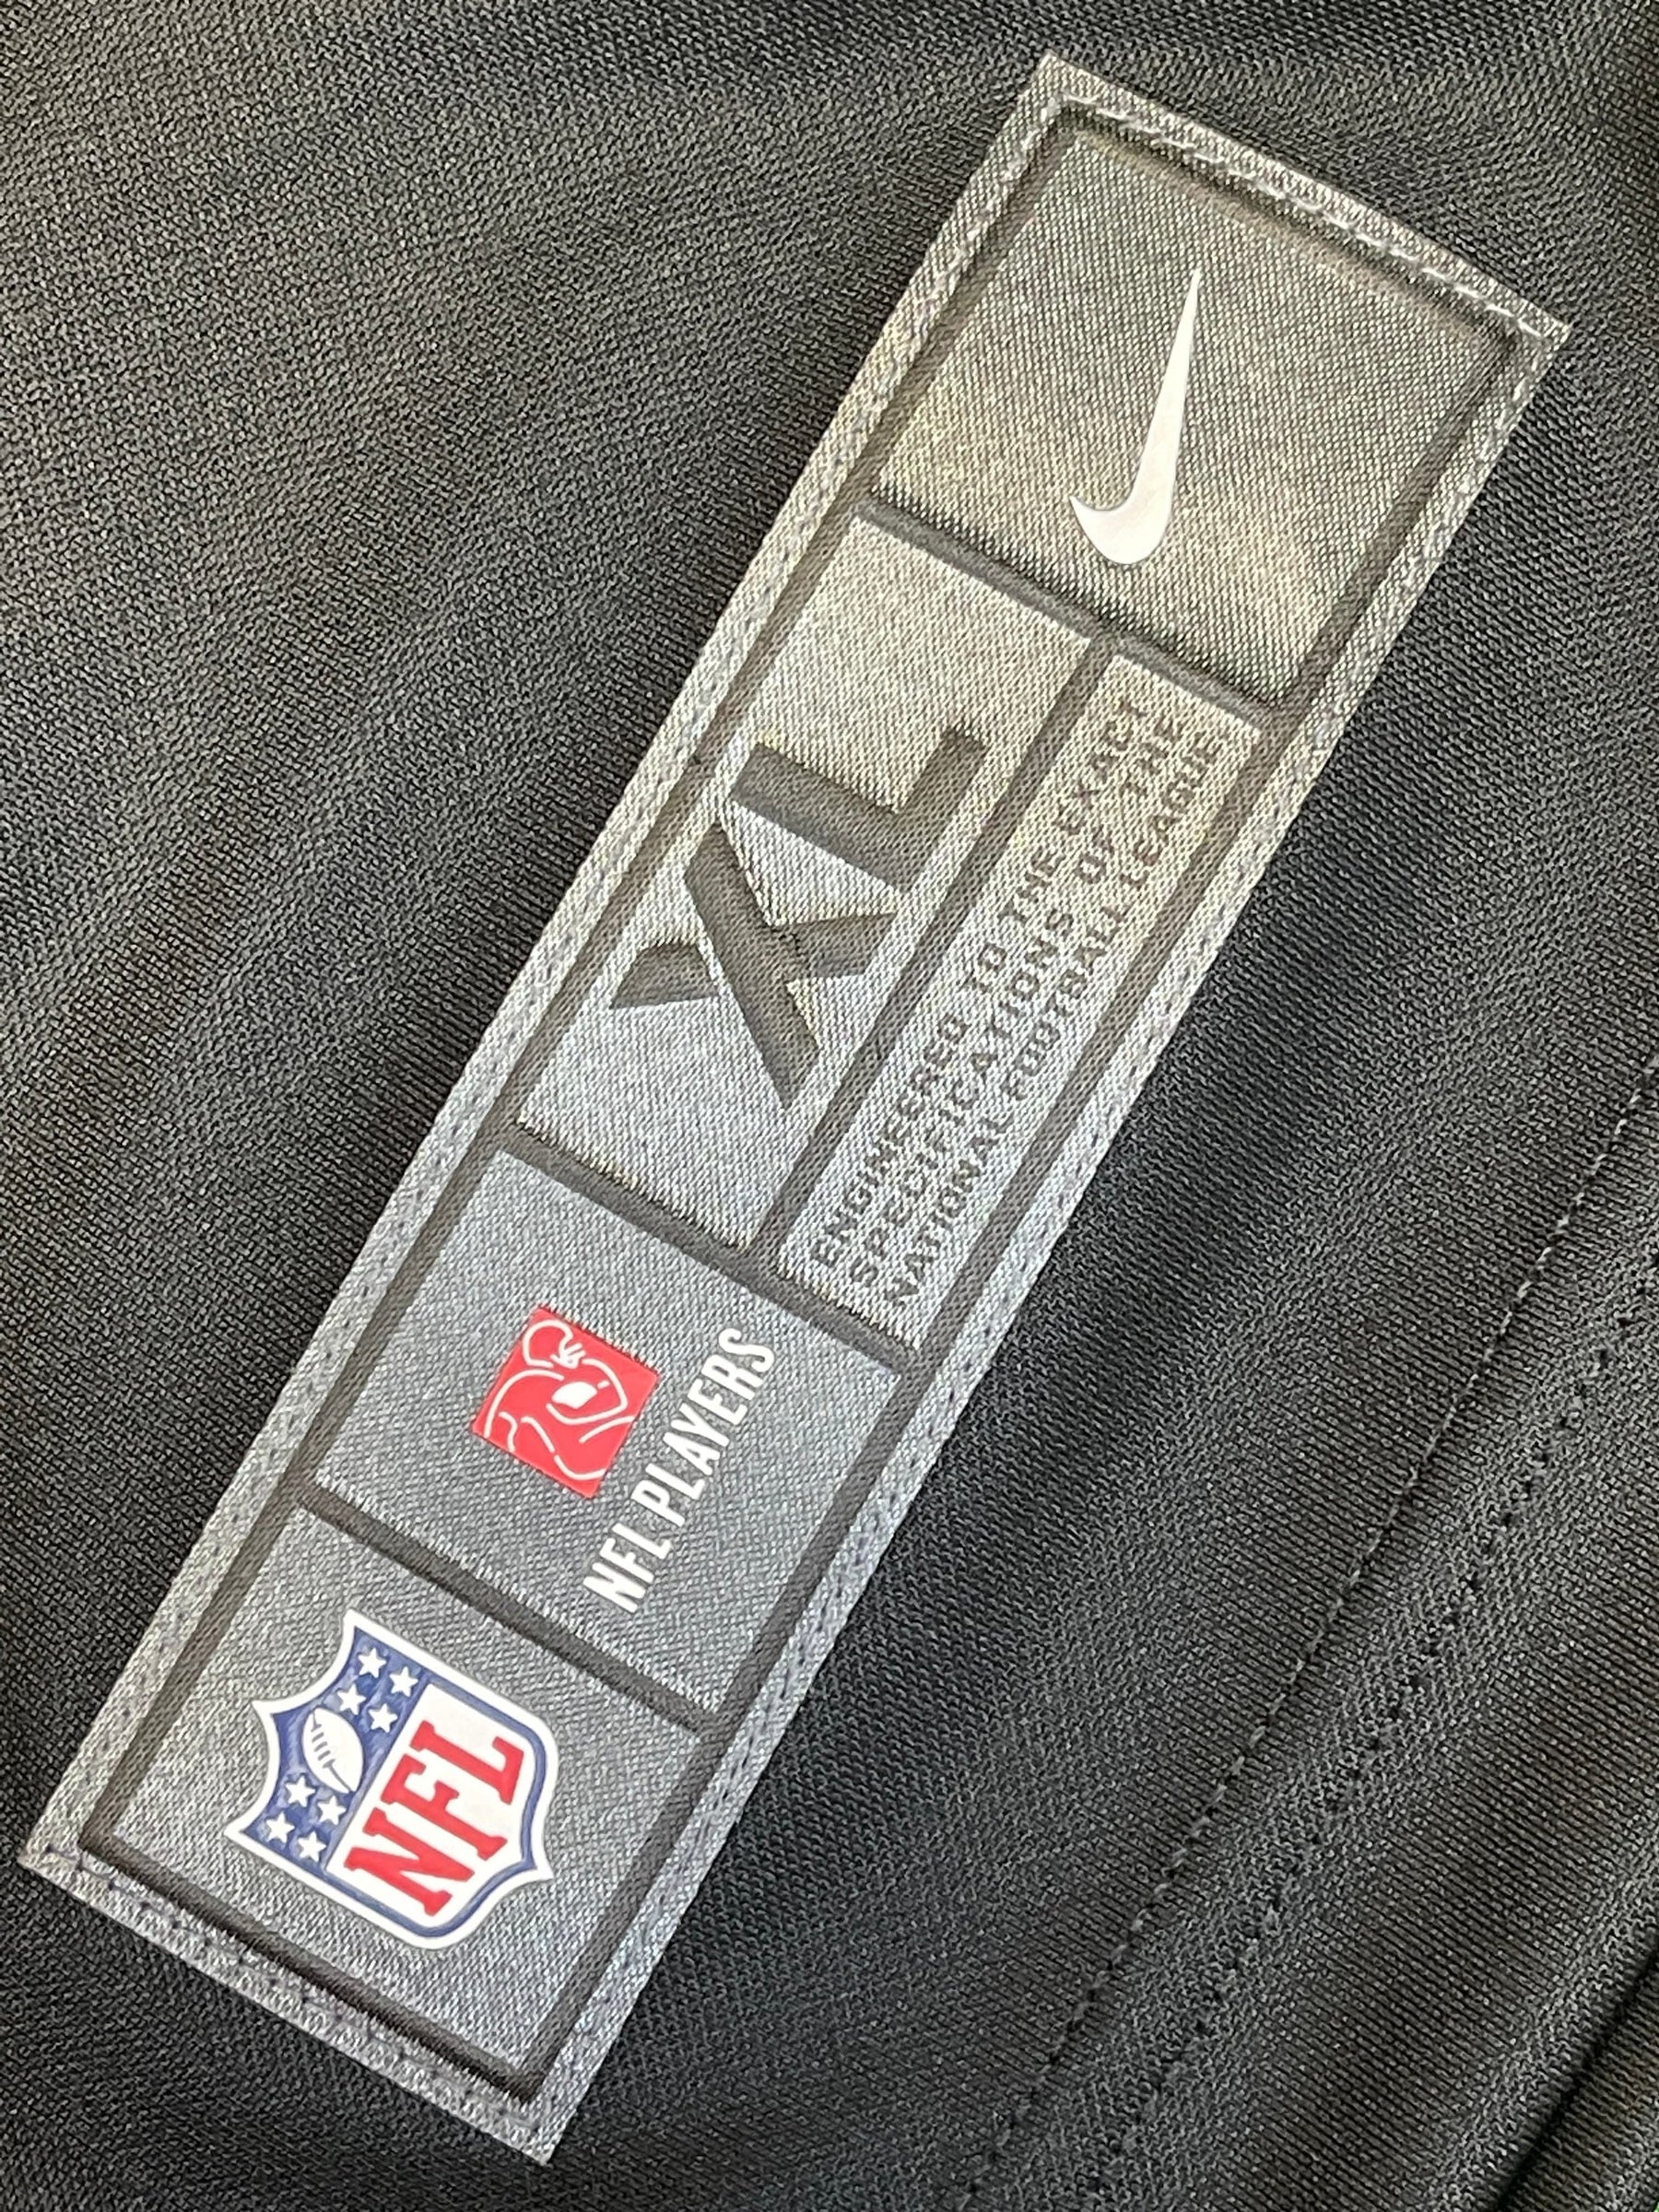 NFL
NFL PLAYERS
XL
ENGINEERED TO THE EXACT
SPECIFICATIONS OF THE
NATIONAL FOOTBALL LEAGUE